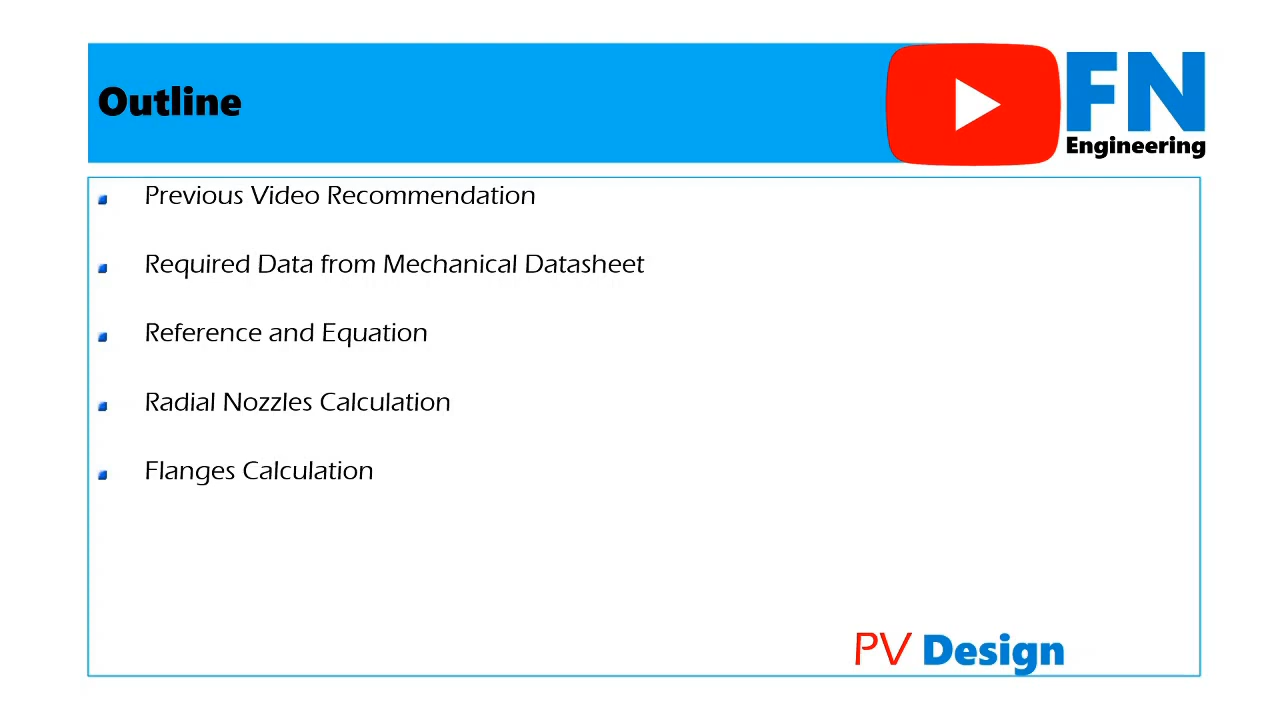 Outline
FN
Engineering
Previous Video Recommendation
Required Data from Mechanical Datasheet
Reference and Equation
Radial Nozzles Calculation
Flanges Calculation
PV Design